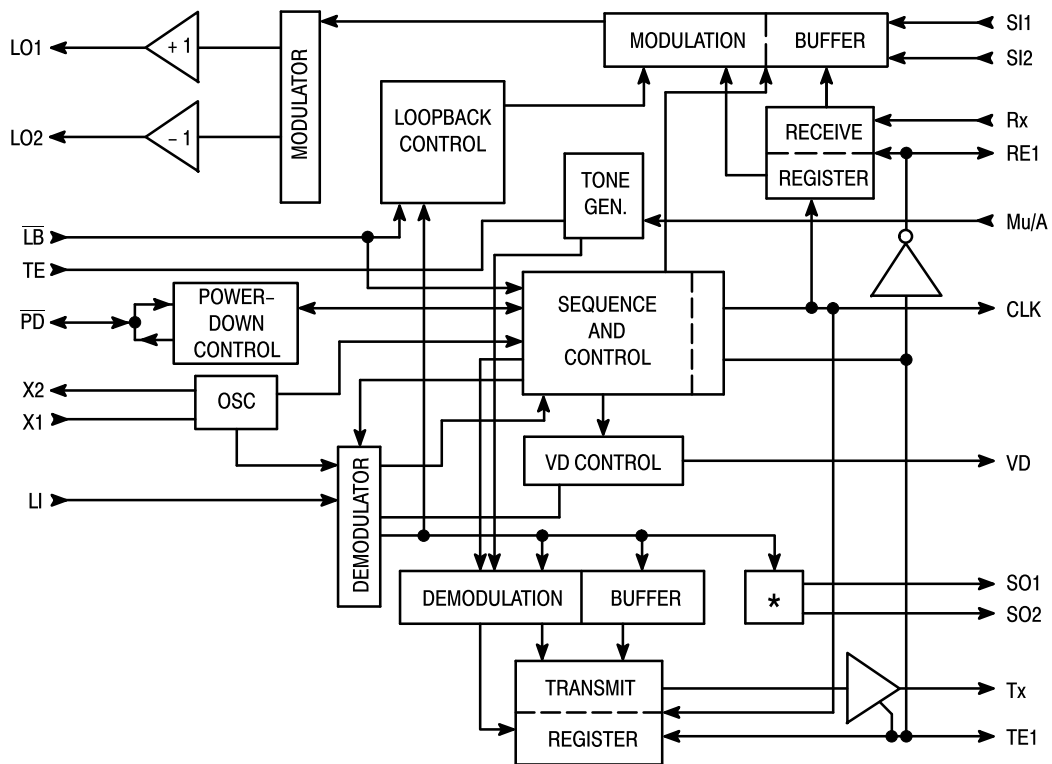 LO1
+ 1
MODULATOR
MODULATION
BUFFER
SI1
SI2
LO2
– 1
LOOPBACK
CONTROL
RECEIVE
REGISTER
Rx
RE1
TONE
GEN.
Mu/A
LB
TE
PD
POWER–
DOWN
CONTROL
SEQUENCE
AND
CONTROL
CLK
X2
X1
OSC
VD CONTROL
VD
LI
DEMODULATOR
DEMODULATION
BUFFER
*
SO1
SO2
TRANSMIT
REGISTER
Tx
TE1